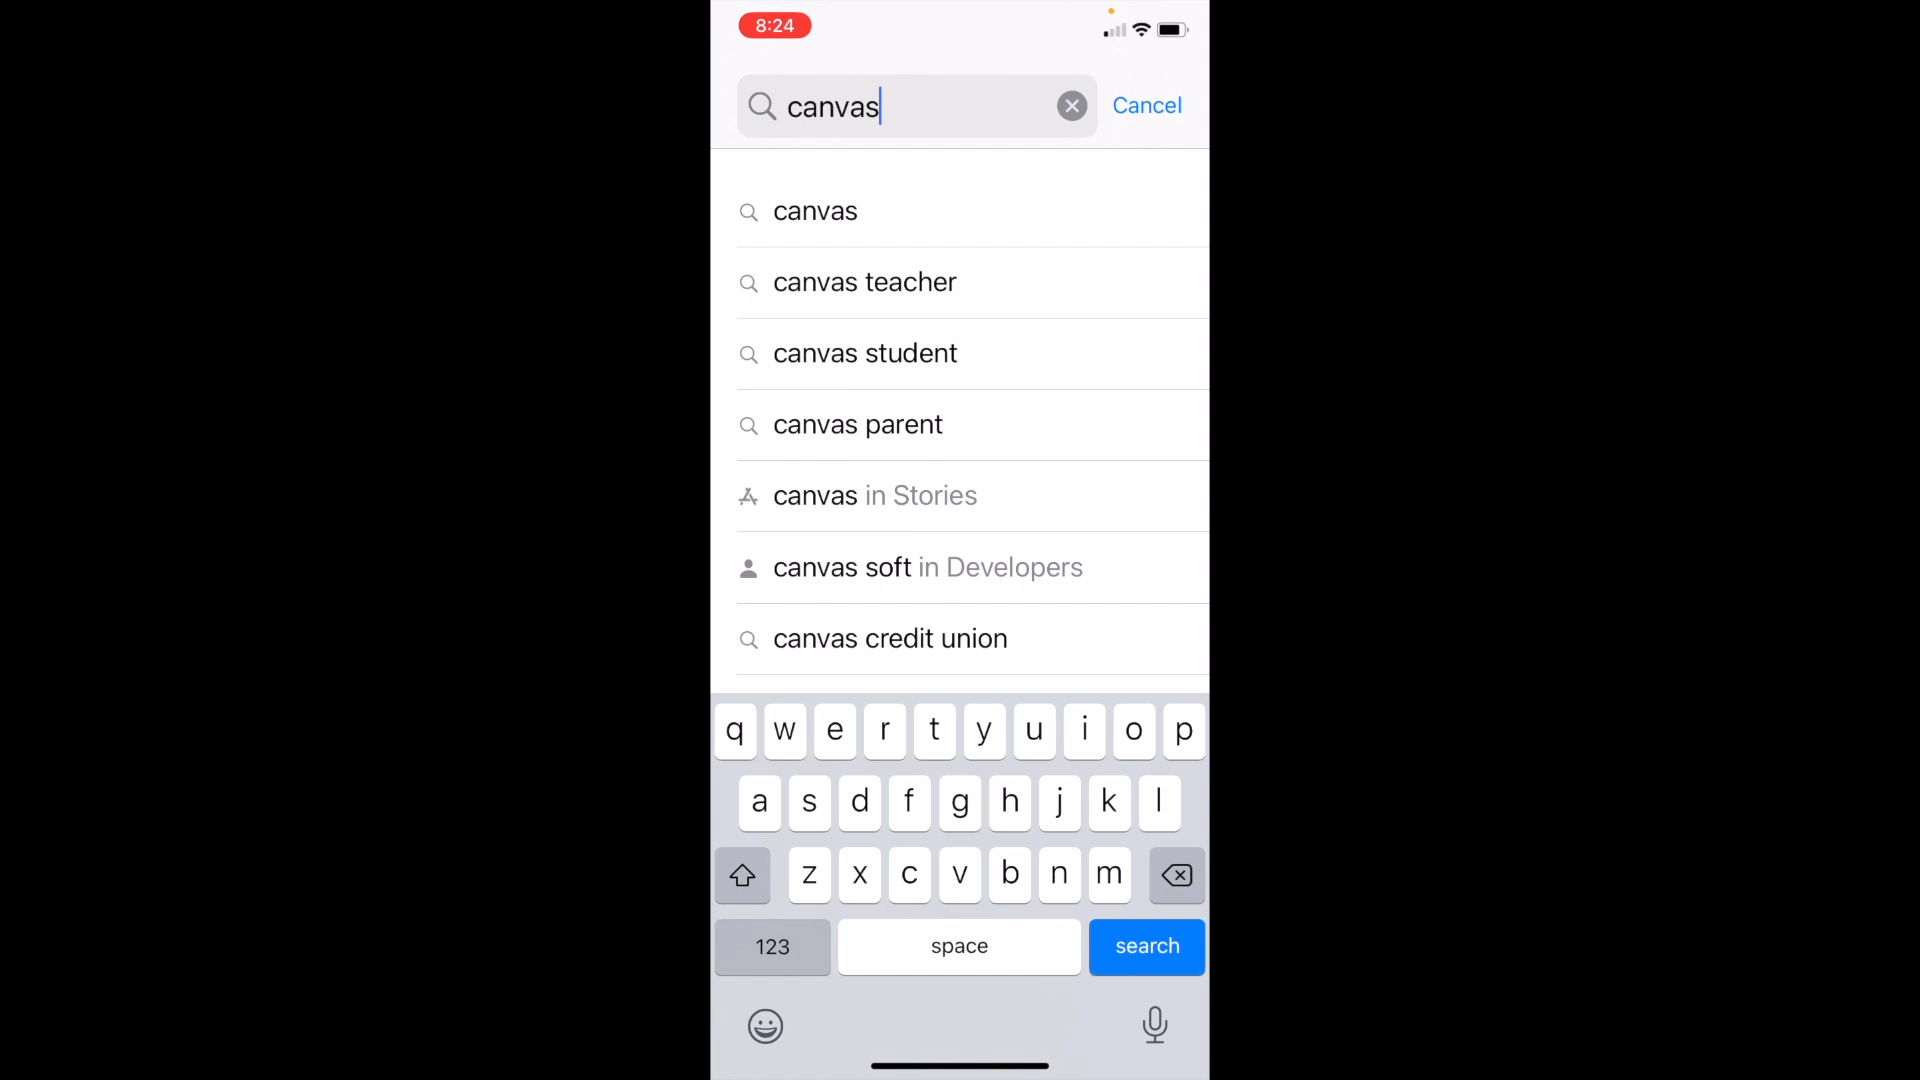 8:24
canvas
Cancel
canvas
canvas teacher
canvas student
canvas parent
canvas in Stories
canvas soft in Developers
canvas credit union
q w e r t y u i o p
a s d f g h j k l
z x c v b n m
123 space search